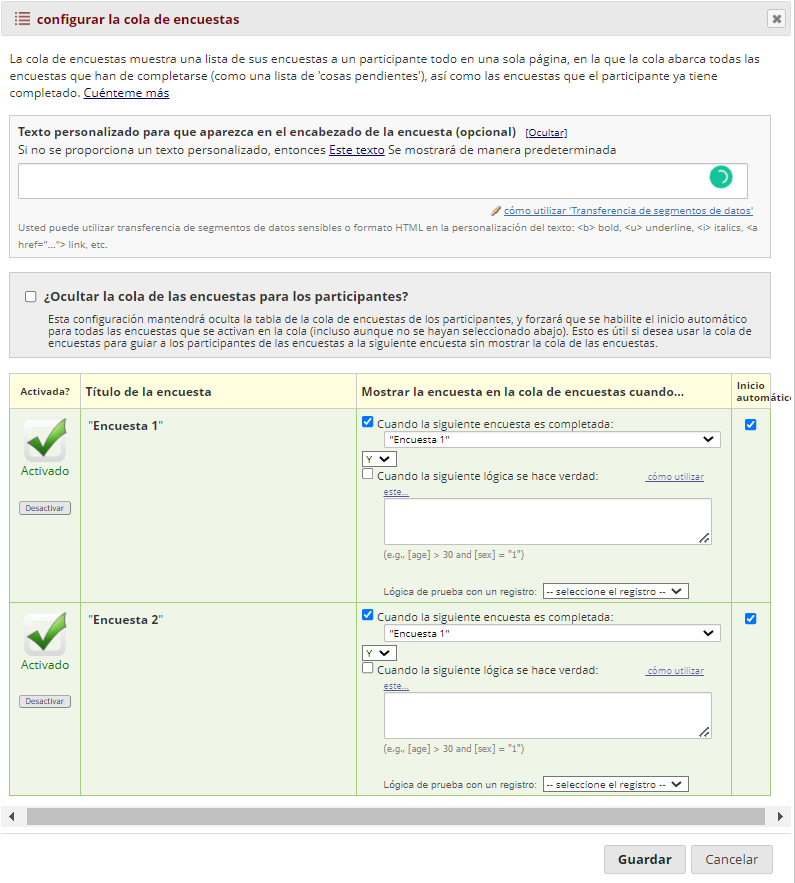 configurar la cola de encuestas
La cola de encuestas muestra una lista de sus encuestas a un participante todo en una sola página, en la que la cola abarca todas las
encuestas que han de completarse (como una lista de 'cosas pendientes'), así como las encuestas que el participante ya tiene
completado. Cuénteme más
Texto personalizado para que aparezca en el encabezado de la encuesta (opcional) [Ocultar]
Si no se proporciona un texto personalizado, entonces Este texto Se mostrará de manera predeterminada
cómo utilizar 'Transferencia de segmentos de datos'
Usted puede utilizar transferencia de segmentos de datos sensibles o formato HTML en la personalización del texto: <b> bold, <u> underline, <i> italics, <a
href="..."> link, etc.
¿Ocultar la cola de las encuestas para los participantes?
Esta configuración mantendrá oculta la tabla de la cola de encuestas de los participantes, y forzará que se habilite el inicio automático
para todas las encuestas que se activan en la cola (incluso aunque no se hayan seleccionado abajo). Esto es útil si desea usar la cola de
encuestas para guiar a los participantes de las encuestas a la siguiente encuesta sin mostrar la cola de las encuestas.
Activada? Título de la encuesta Mostrar la encuesta en la cola de encuestas cuando... Inicio
automático
"Encuesta 1"
Activado
Desactivar
Cuando la siguiente encuesta es completada:
"Encuesta 1"
Y
Cuando la siguiente lógica se hace verdad: cómo utilizar
este...
(e.g., [age] > 30 and [sex] = "1")
Lógica de prueba con un registro: -- seleccione el registro --
"Encuesta 2"
Activado
Desactivar
Cuando la siguiente encuesta es completada:
"Encuesta 1"
Y
Cuando la siguiente lógica se hace verdad: cómo utilizar
este...
(e.g., [age] > 30 and [sex] = "1")
Lógica de prueba con un registro: -- seleccione el registro --
Guardar Cancelar